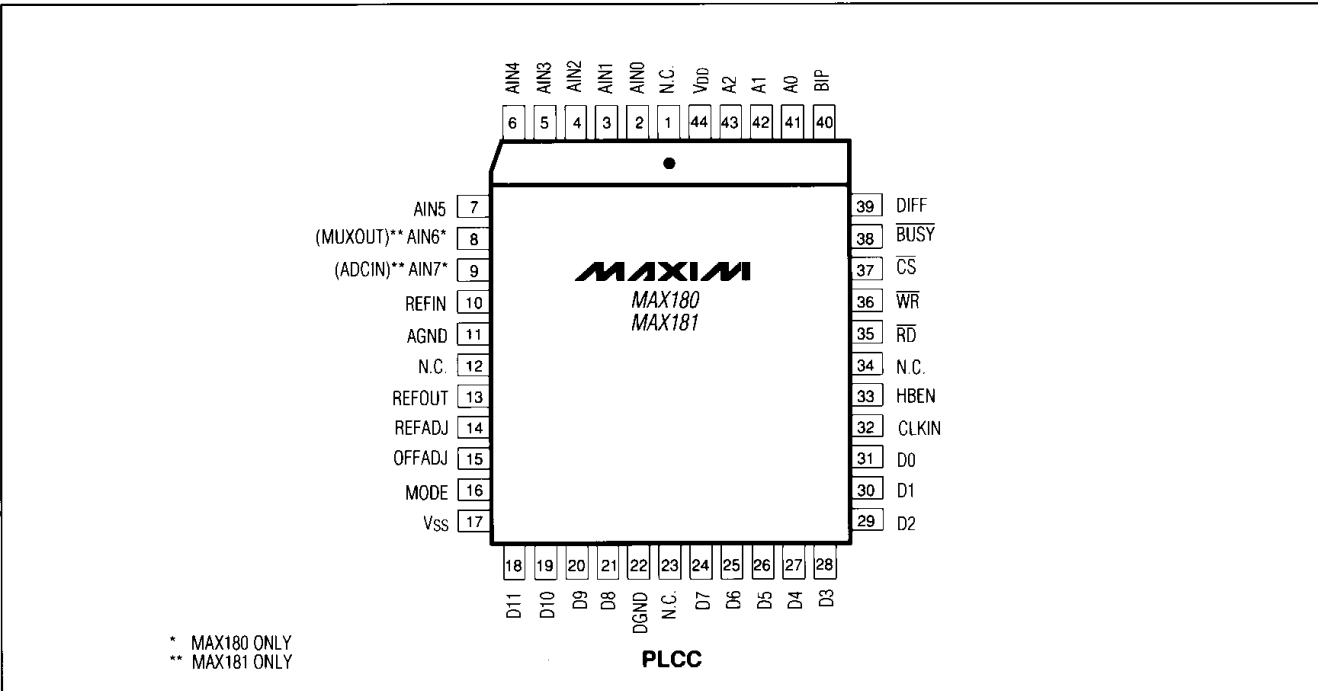 AIN4 AIN3 AIN2 AIN1 AIN0 N.C. VDD A2 A1 A0 BIP
6 5 4 3 2 1 44 43 42 41 40
AIN5 7
(MUXOUT)** AIN6* 8
(ADCIN)** AIN7* 9
REFIN 10
AGND 11
N.C. 12
REFOUT 13
REFADJ 14
OFFADJ 15
MODE 16
VSS 17
MAXIM
MAX180
MAX181
39 DIFF
38 B̅U̅S̅Y̅
37 C̅S̅
36 W̅R̅
35 R̅D̅
34 N.C.
33 HBEN
32 CLKIN
31 D0
30 D1
29 D2
18 19 20 21 22 23 24 25 26 27 28
D11 D10 D9 D8 DGND N.C. D7 D6 D5 D4 D3
* MAX180 ONLY
** MAX181 ONLY
PLCC